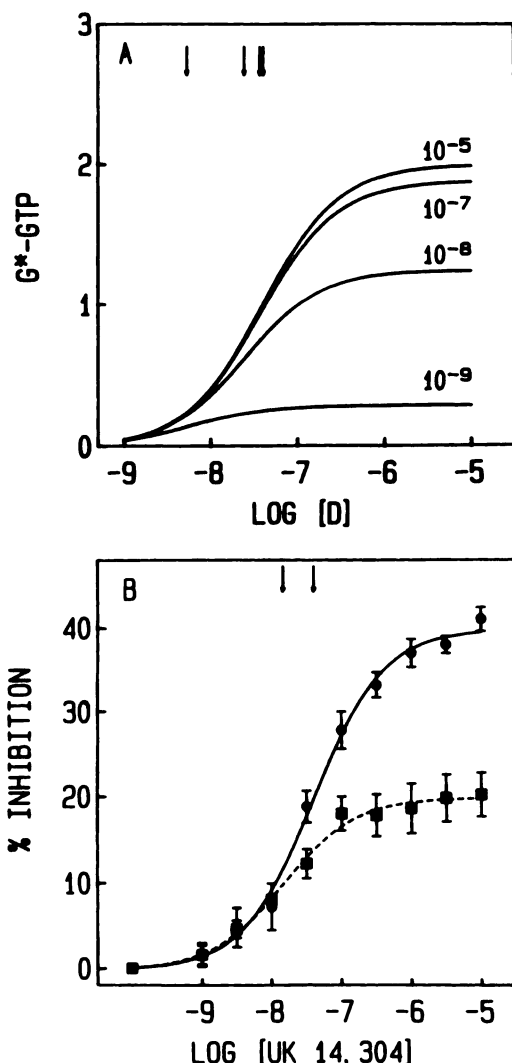 3
A
10⁻⁵
2
10⁻⁷
G*-GTP
10⁻⁸
1
10⁻⁹
0
-9 -8 -7 -6 -5
LOG [D]
B
40
30
% INHIBITION
20
10
0
-9 -8 -7 -6 -5
LOG [UK 14,304]